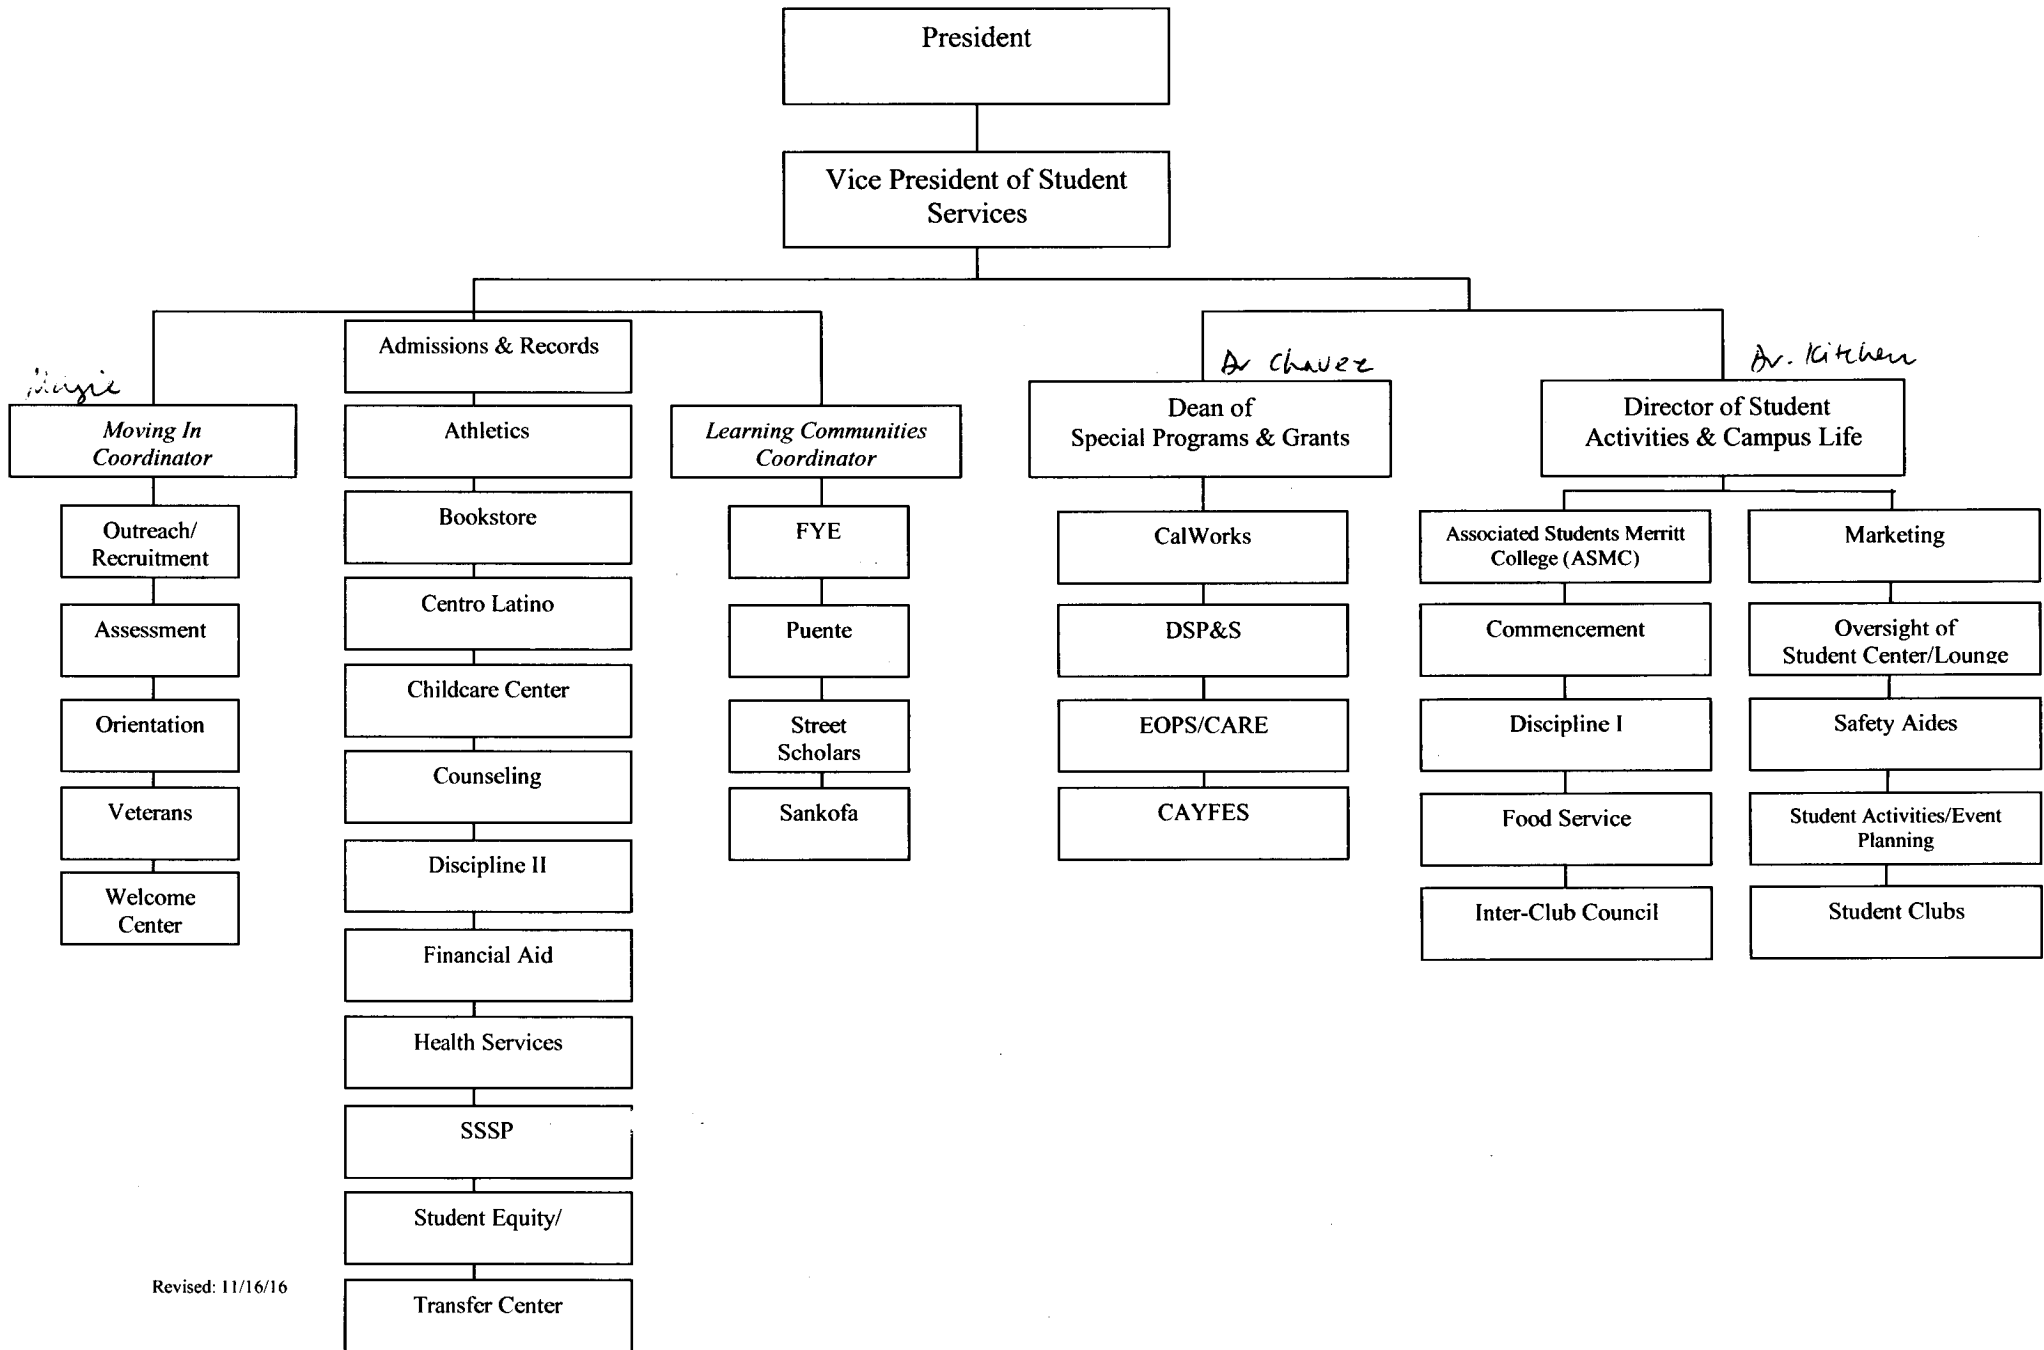 President
Vice President of Student
Services
Moving In
Coordinator
Outreach/
Recruitment
Assessment
Orientation
Veterans
Welcome
Center
Admissions & Records
Athletics
Bookstore
Centro Latino
Childcare Center
Counseling
Discipline II
Financial Aid
Health Services
SSSP
Student Equity/
Transfer Center
Learning Communities
Coordinator
FYE
Puente
Street
Scholars
Sankofa
Dr Chavez
Dean of
Special Programs & Grants
CalWorks
DSP&S
EOPS/CARE
CAYFES
Dr. Kitchen
Director of Student
Activities & Campus Life
Associated Students Merritt
College (ASMC)
Commencement
Discipline I
Food Service
Inter-Club Council
Marketing
Oversight of
Student Center/Lounge
Safety Aides
Student Activities/Event
Planning
Student Clubs
Revised: 11/16/16